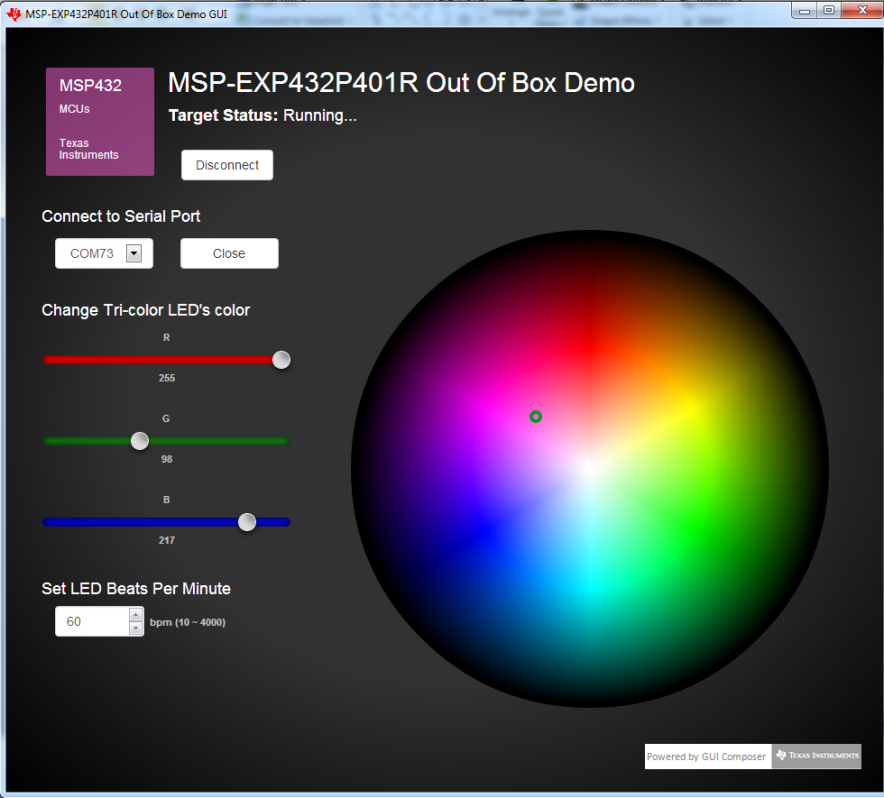 MSP-EXP432P401R Out Of Box Demo GUI
MSP432
MCUs
Texas
Instruments
MSP-EXP432P401R Out Of Box Demo
Target Status: Running...
Disconnect
Connect to Serial Port
COM73
Close
Change Tri-color LED's color
R
255
G
98
B
217
Set LED Beats Per Minute
60
bpm (10 ~ 4000)
Powered by GUI Composer
TEXAS INSTRUMENTS